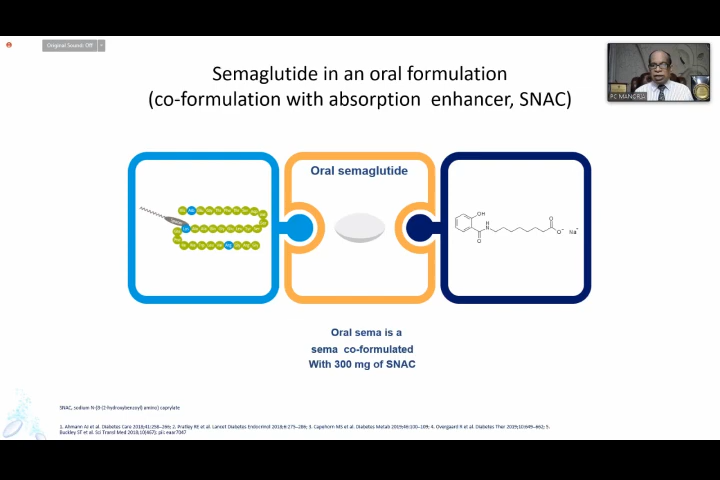 Original Sound: Off
Semaglutide in an oral formulation
(co-formulation with absorption enhancer, SNAC)
PC MANORIA
Oral semaglutide
OH
H
N
O
O
O⁻
Na⁺
Oral sema is a
sema co-formulated
With 300 mg of SNAC
SNAC, sodium-N-(8-(2-hydroxybenzoyl) amino) caprylate
1. Ahmann AJ et al. Diabetes Care 2018;41:258–266; 2. Pratley RE et al. Lancet Diabetes Endocrinol 2018;6:275–286; 3. Capehorn MS et al. Diabetes Metab 2019;46:100–109; 4. Overgaard R et al. Diabetes Ther 2019;10:649–662; 5.
Buckley ST et al. Sci Transl Med 2018;10(467): pii: eaar7047